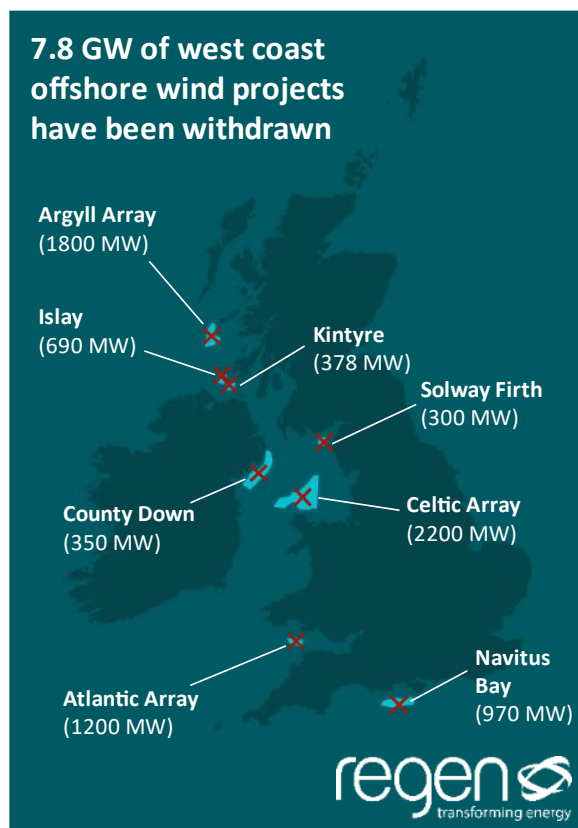 7.8 GW of west coast
offshore wind projects
have been withdrawn
Argyll Array
(1800 MW)
Islay
(690 MW)
Kintyre
(378 MW)
Solway Firth
(300 MW)
County Down
(350 MW)
Celtic Array
(2200 MW)
Atlantic Array
(1200 MW)
Navitus
Bay
(970 MW)
regen
transforming energy